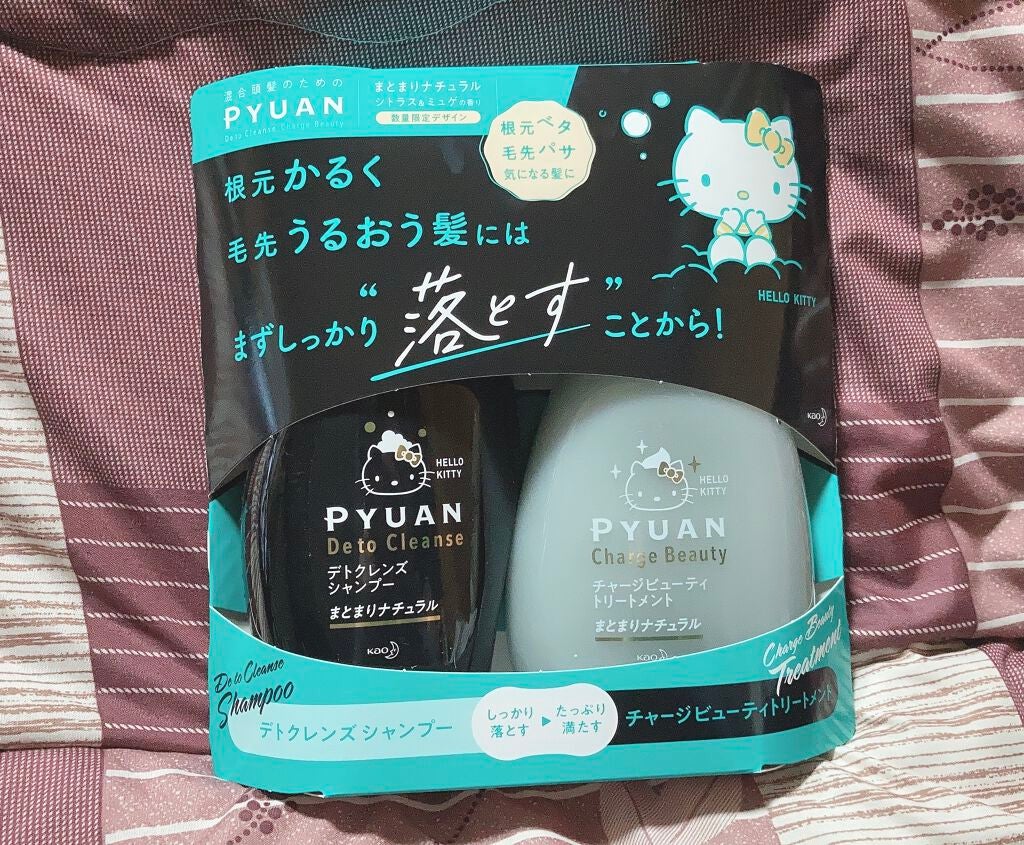 混合頭髪のための
PYUAN
Deto Cleanse Charge Beauty
まとまりナチュラル
シトラス&ミュゲの香り
数量限定デザイン
根元ベタ
毛先パサ
気になる髪に
根元かるく
毛先うるおう髪には
まずしっかり“落とす”ことから!
HELLO KITTY
Kao
HELLO
KITTY
PYUAN
Deto Cleanse
デトクレンズ
シャンプー
まとまりナチュラル
Kao
HELLO
KITTY
PYUAN
Charge Beauty
チャージビューティ
トリートメント
まとまりナチュラル
Kao
De to Cleanse
Shampoo
デトクレンズ シャンプー
しっかり
落とす
▶
たっぷり
満たす
Charge Beauty
Treatment
チャージビューティトリートメント